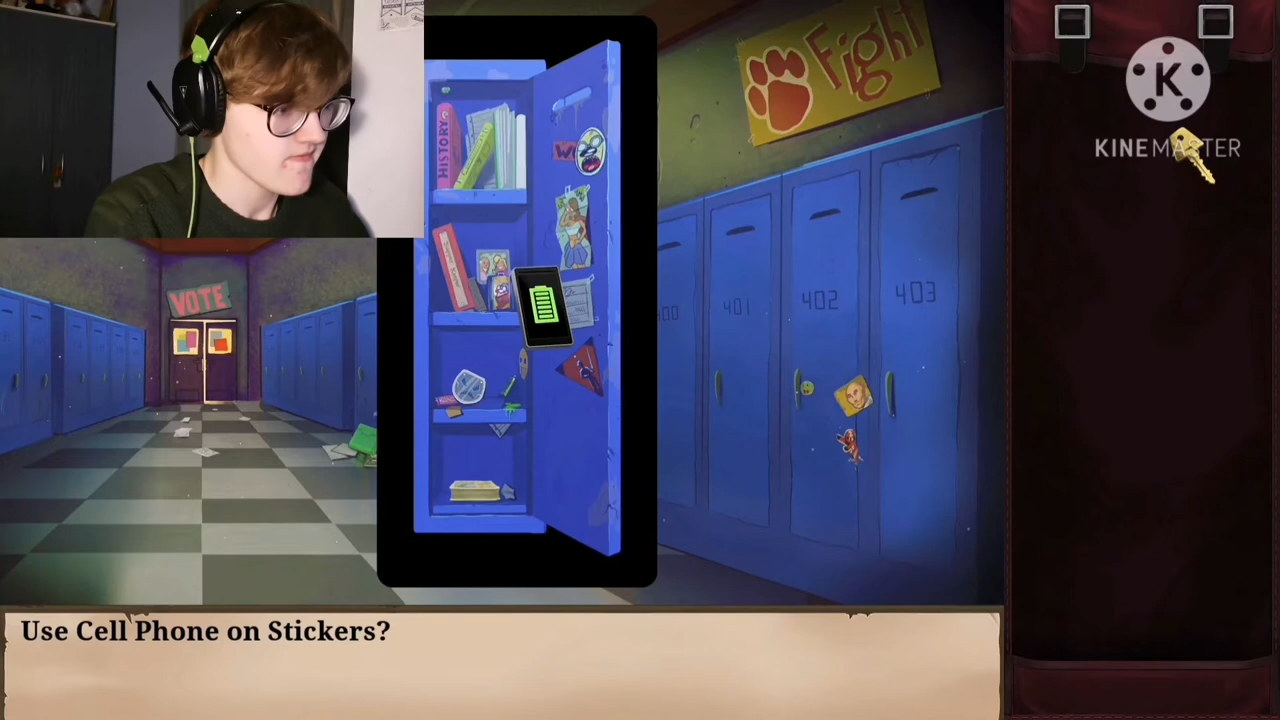 Fight
K
KINEMASTER
HISTORY
VOTE
401
402
403
Use Cell Phone on Stickers?